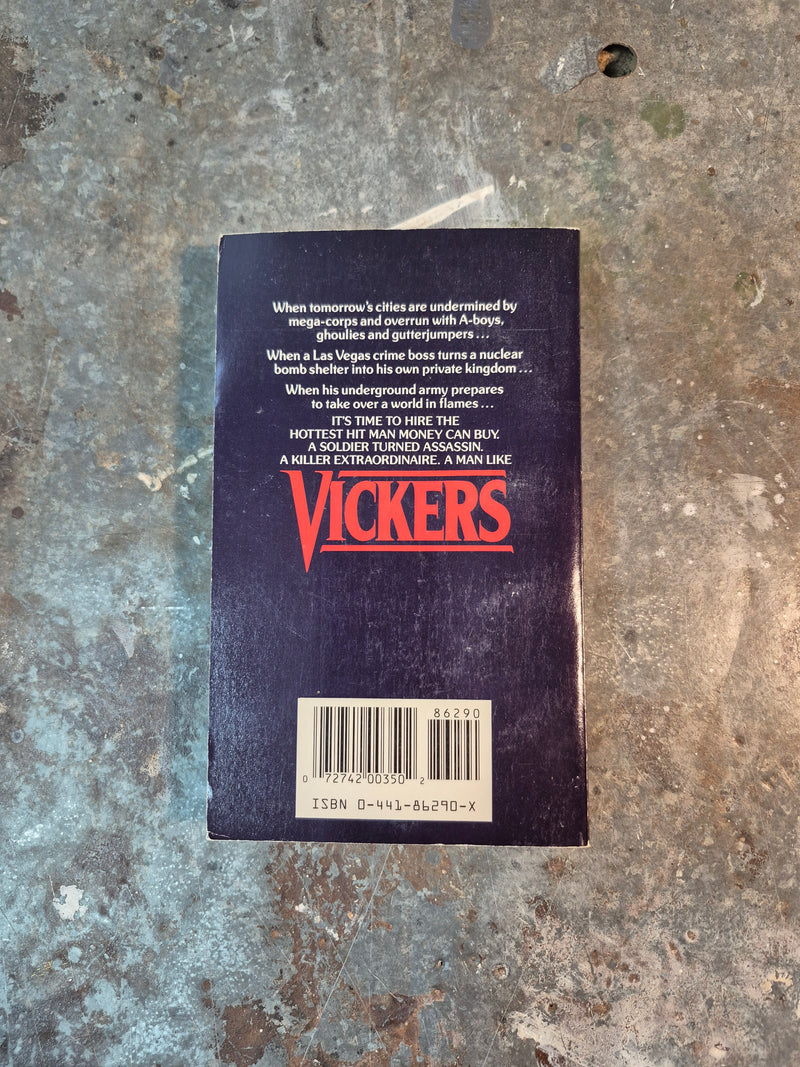 When tomorrow's cities are undermined by
mega-corps and overrun with A-boys,
ghoulies and gutterjumpers...
When a Las Vegas crime boss turns a nuclear
bomb shelter into his own private kingdom...
When his underground army prepares
to take over a world in flames...
IT'S TIME TO HIRE THE
HOTTEST HIT MAN MONEY CAN BUY.
A SOLDIER TURNED ASSASSIN.
A KILLER EXTRAORDINAIRE. A MAN LIKE
VICKERS
86290
0 72742 00350 2
ISBN 0-441-86290-X